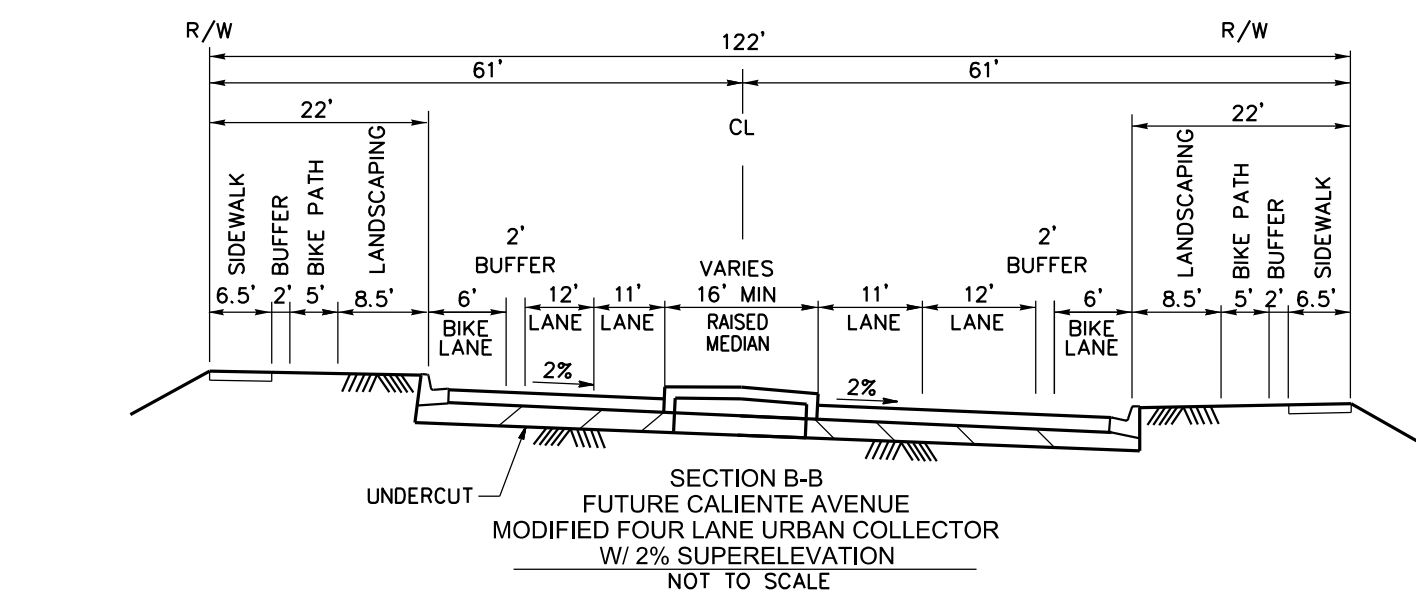 R/W R/W
122'
61' 61'
22' 22'
CL
SIDEWALK BUFFER BIKE PATH LANDSCAPING LANDSCAPING BIKE PATH BUFFER SIDEWALK
2' BUFFER 2' BUFFER
VARIES
6.5' 2' 5' 8.5' 6' 12' 11' 16' MIN 11' 12' 6' 8.5' 5' 2' 6.5'
BIKE LANE LANE LANE RAISED MEDIAN LANE LANE BIKE LANE
2% 2%
UNDERCUT
SECTION B-B
FUTURE CALIENTE AVENUE
MODIFIED FOUR LANE URBAN COLLECTOR
W/ 2% SUPERELEVATION
NOT TO SCALE